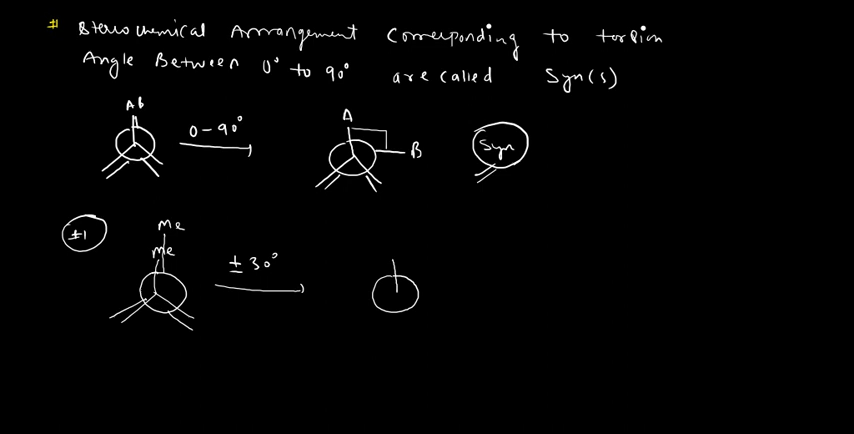 # Stereochemical Arrangement Corresponding to torsion
Angle Between 0° to 90° are called Syn(s)
Ab 0-90° A B Syn
#1 Me
Me ± 30°